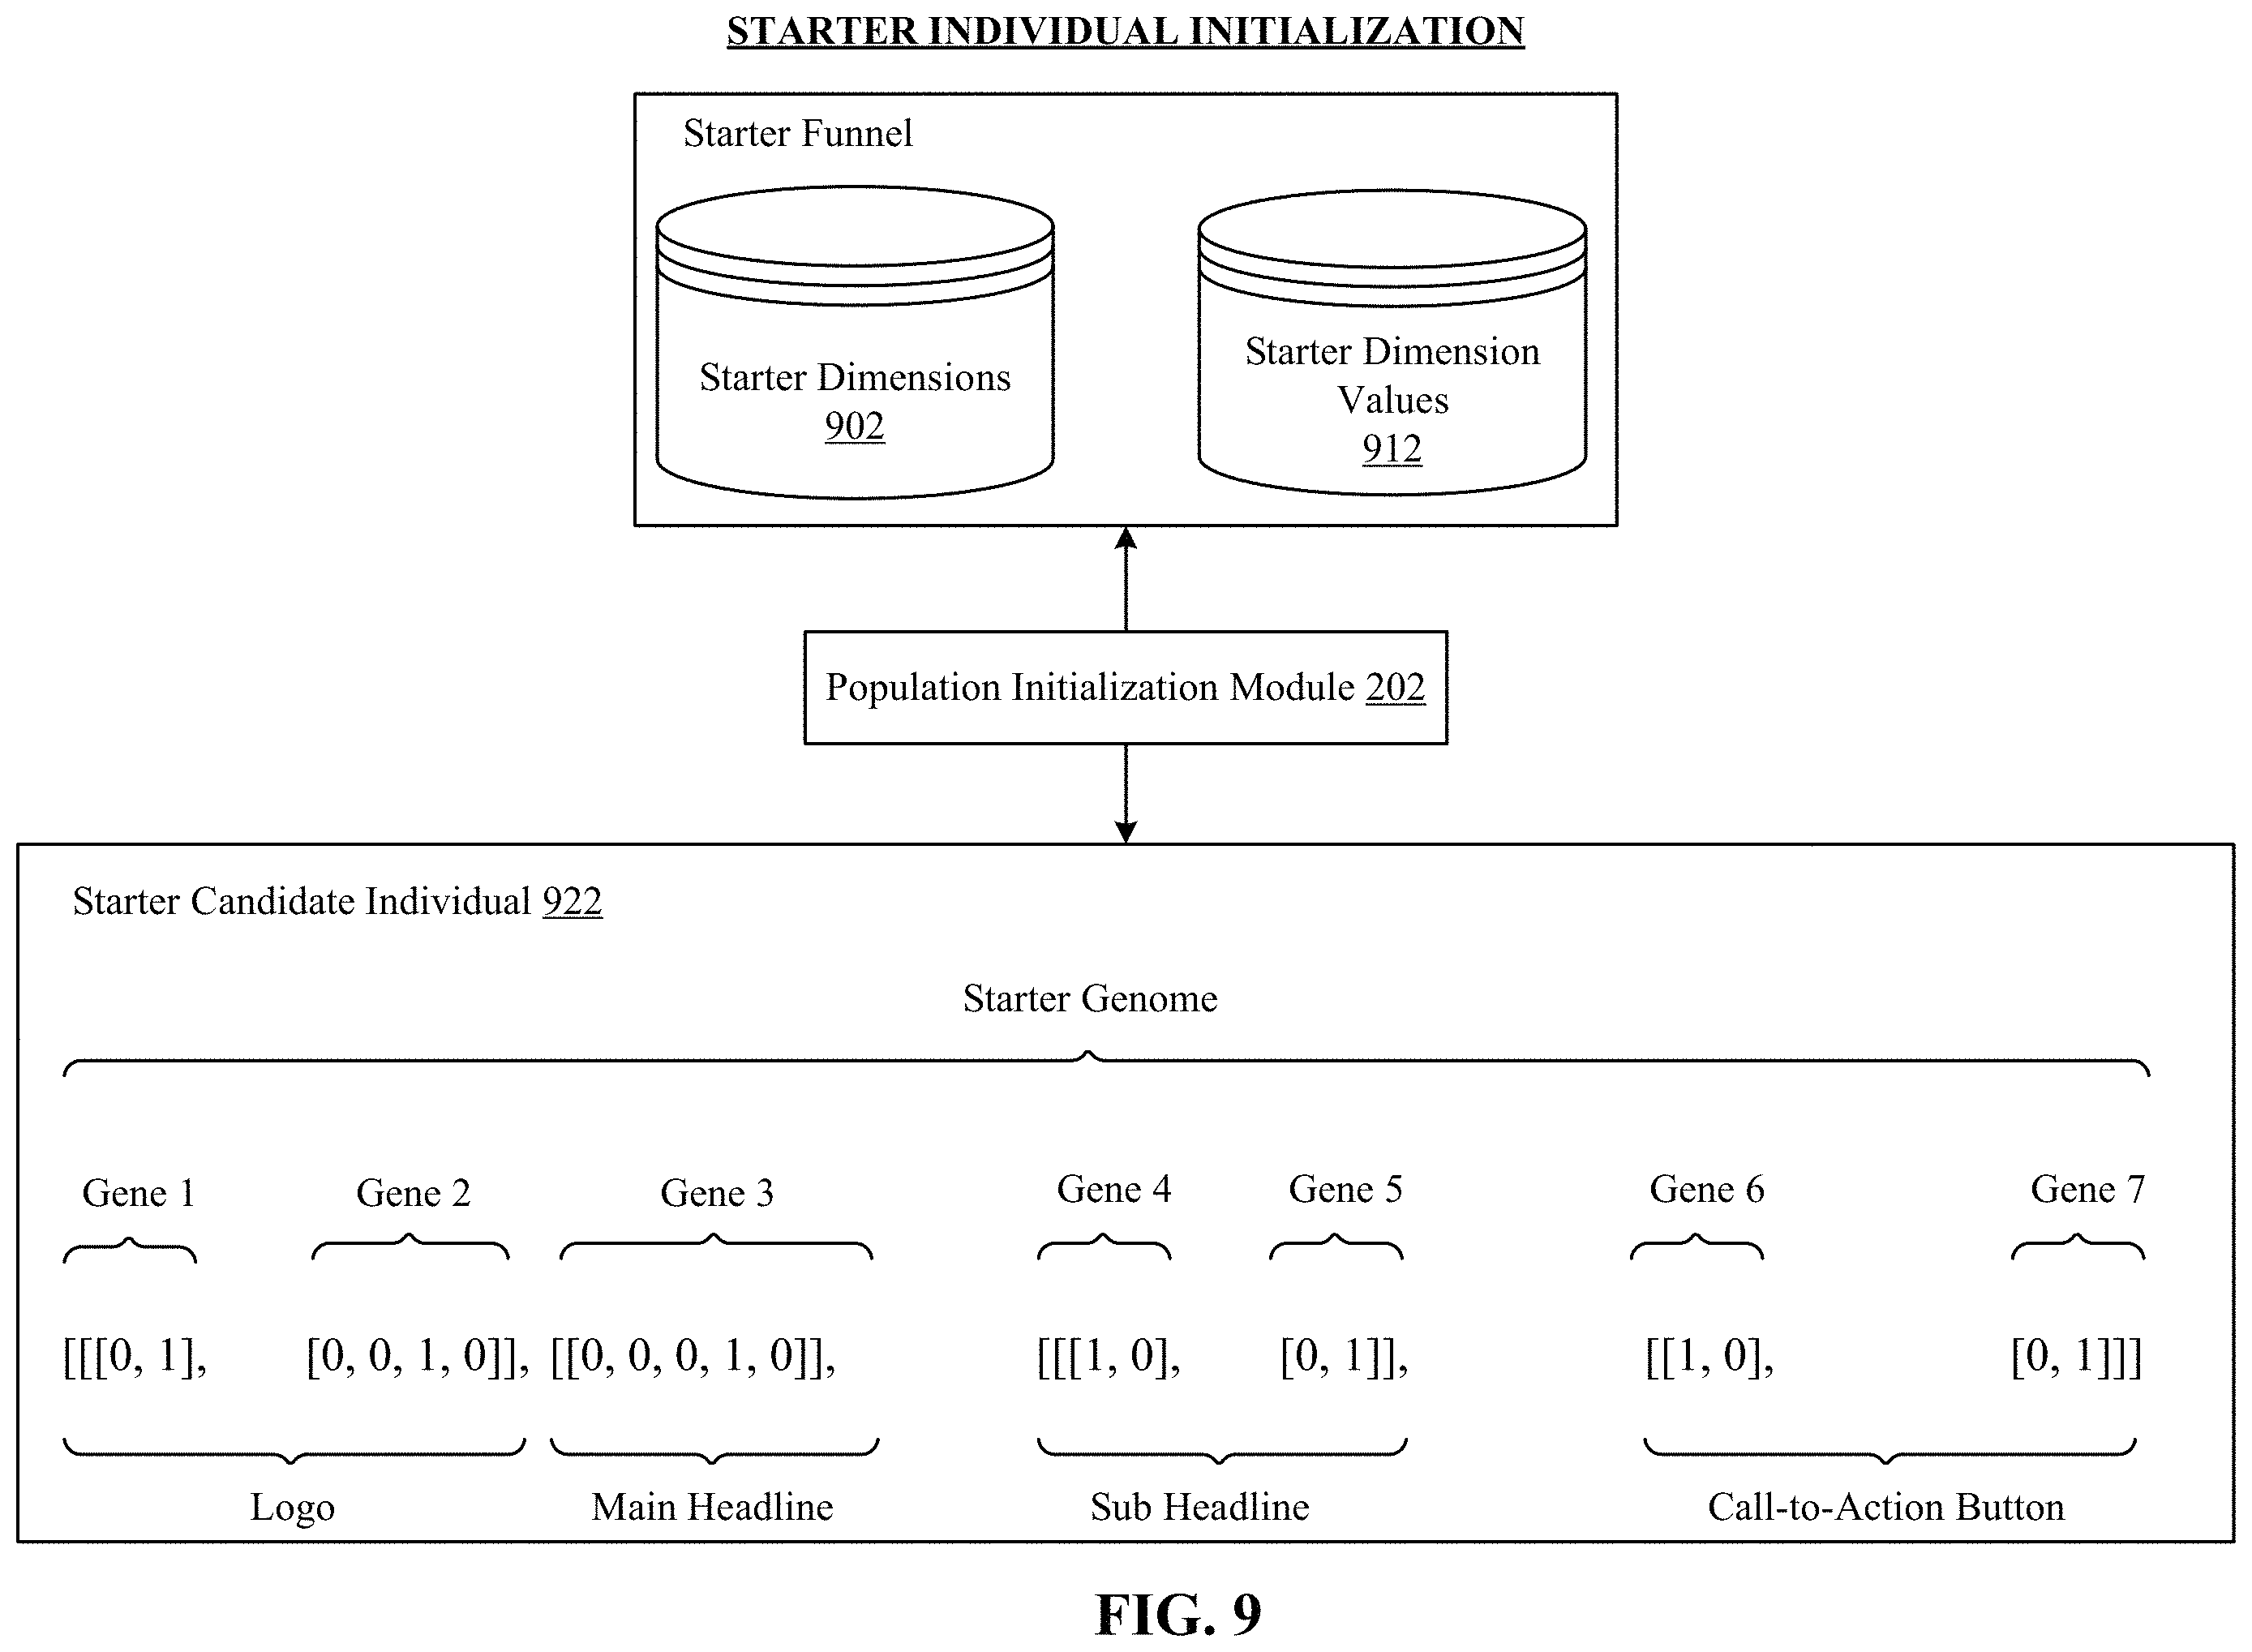 STARTER INDIVIDUAL INITIALIZATION
Starter Funnel
Starter Dimensions
902
Starter Dimension
Values
912
Population Initialization Module 202
Starter Candidate Individual 922
Starter Genome
Gene 1 Gene 2 Gene 3 Gene 4 Gene 5 Gene 6 Gene 7
[[[0, 1], [0, 0, 1, 0]], [[0, 0, 0, 1, 0]], [[[1, 0], [0, 1]], [[1, 0], [0, 1]]]
Logo Main Headline Sub Headline Call-to-Action Button
FIG. 9